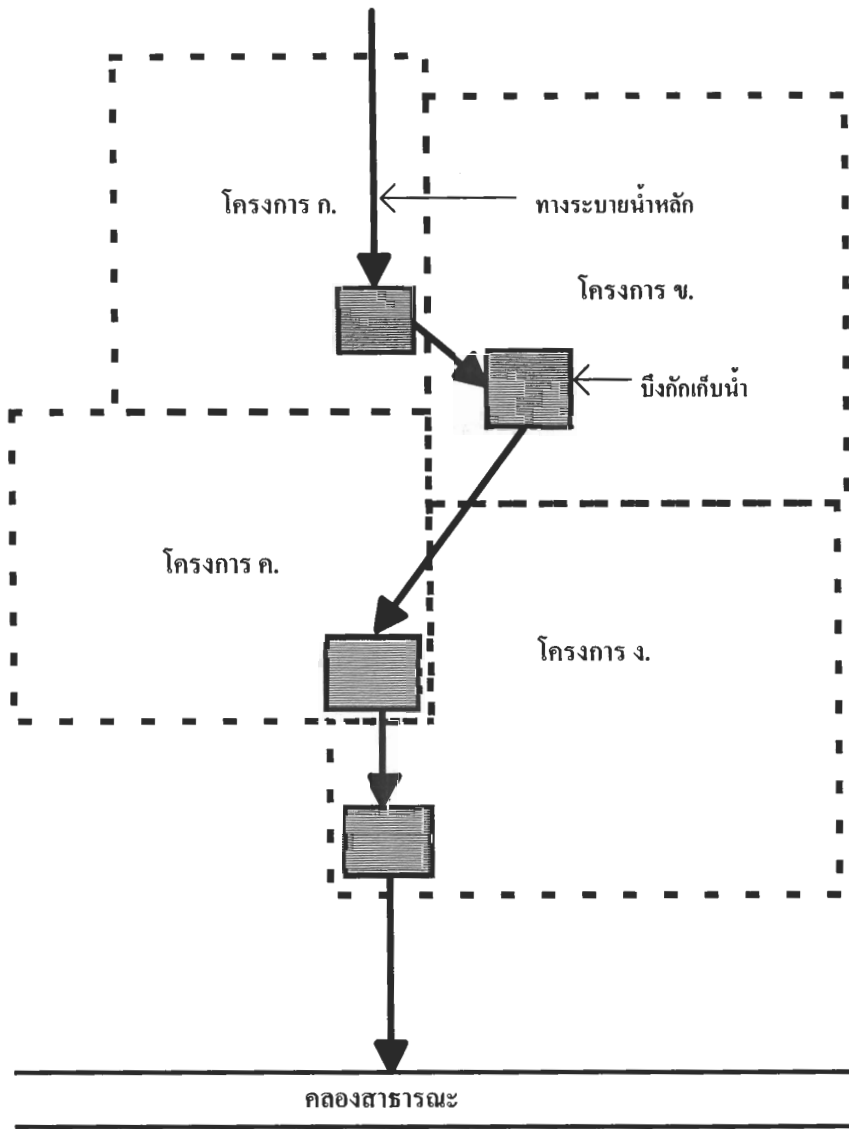 โครงการ ก.
ทางระบายน้ำหลัก
โครงการ ข.
บึงกักเก็บน้ำ
โครงการ ค.
โครงการ ง.
คลองสาธารณะ